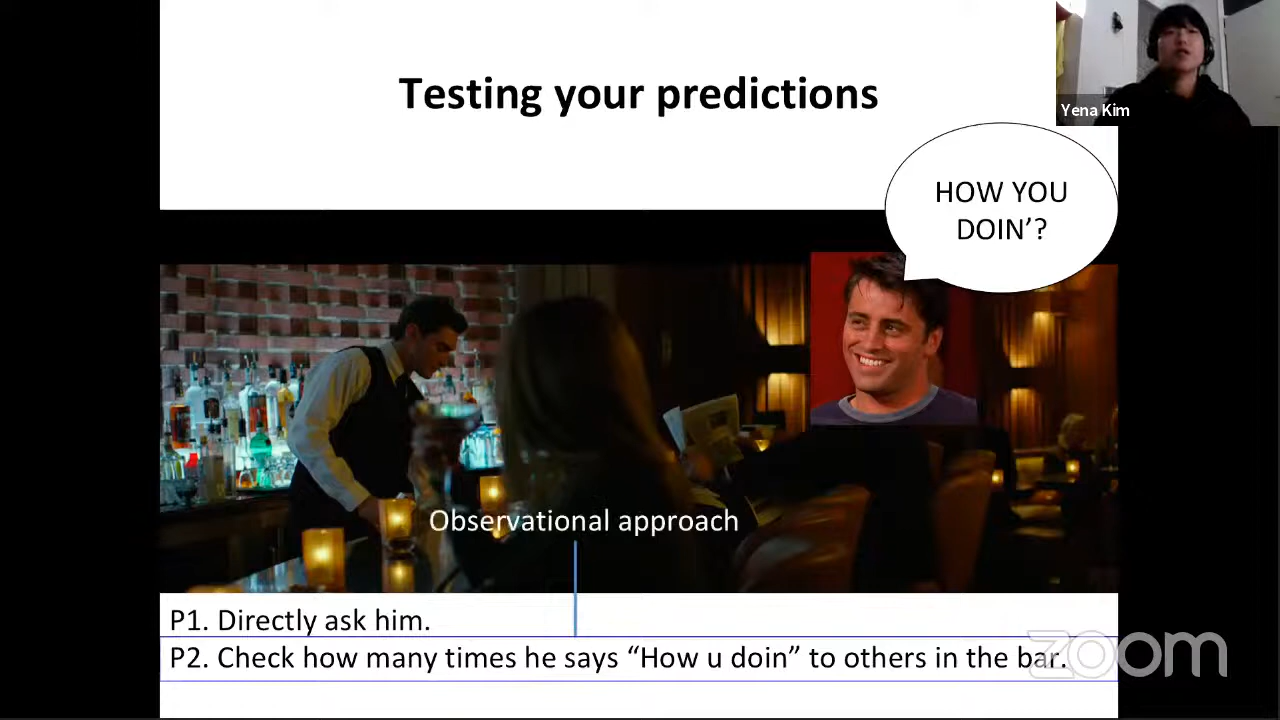 Testing your predictions
Yena Kim
HOW YOU
DOIN’?
Observational approach
P1. Directly ask him.
P2. Check how many times he says “How u doin” to others in the bar.
zoom